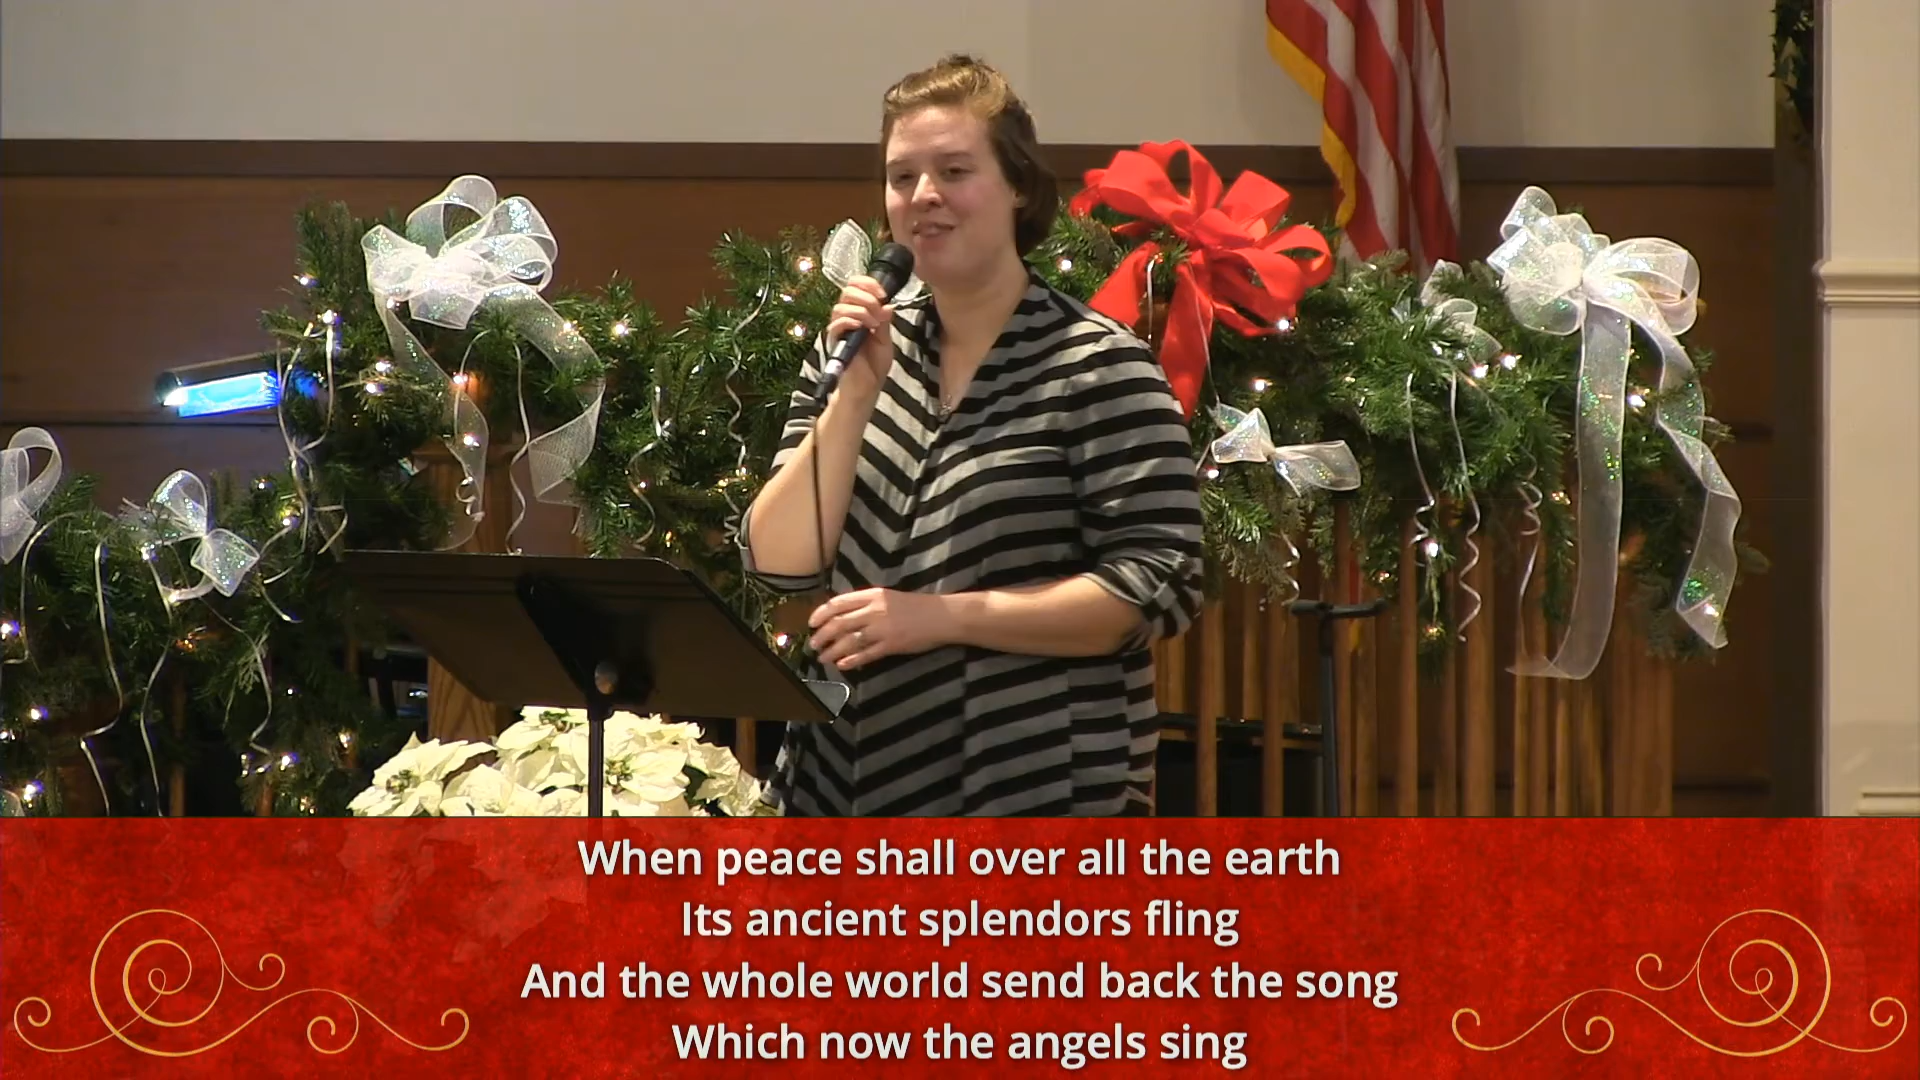 When peace shall over all the earth
Its ancient splendors fling
And the whole world send back the song
Which now the angels sing